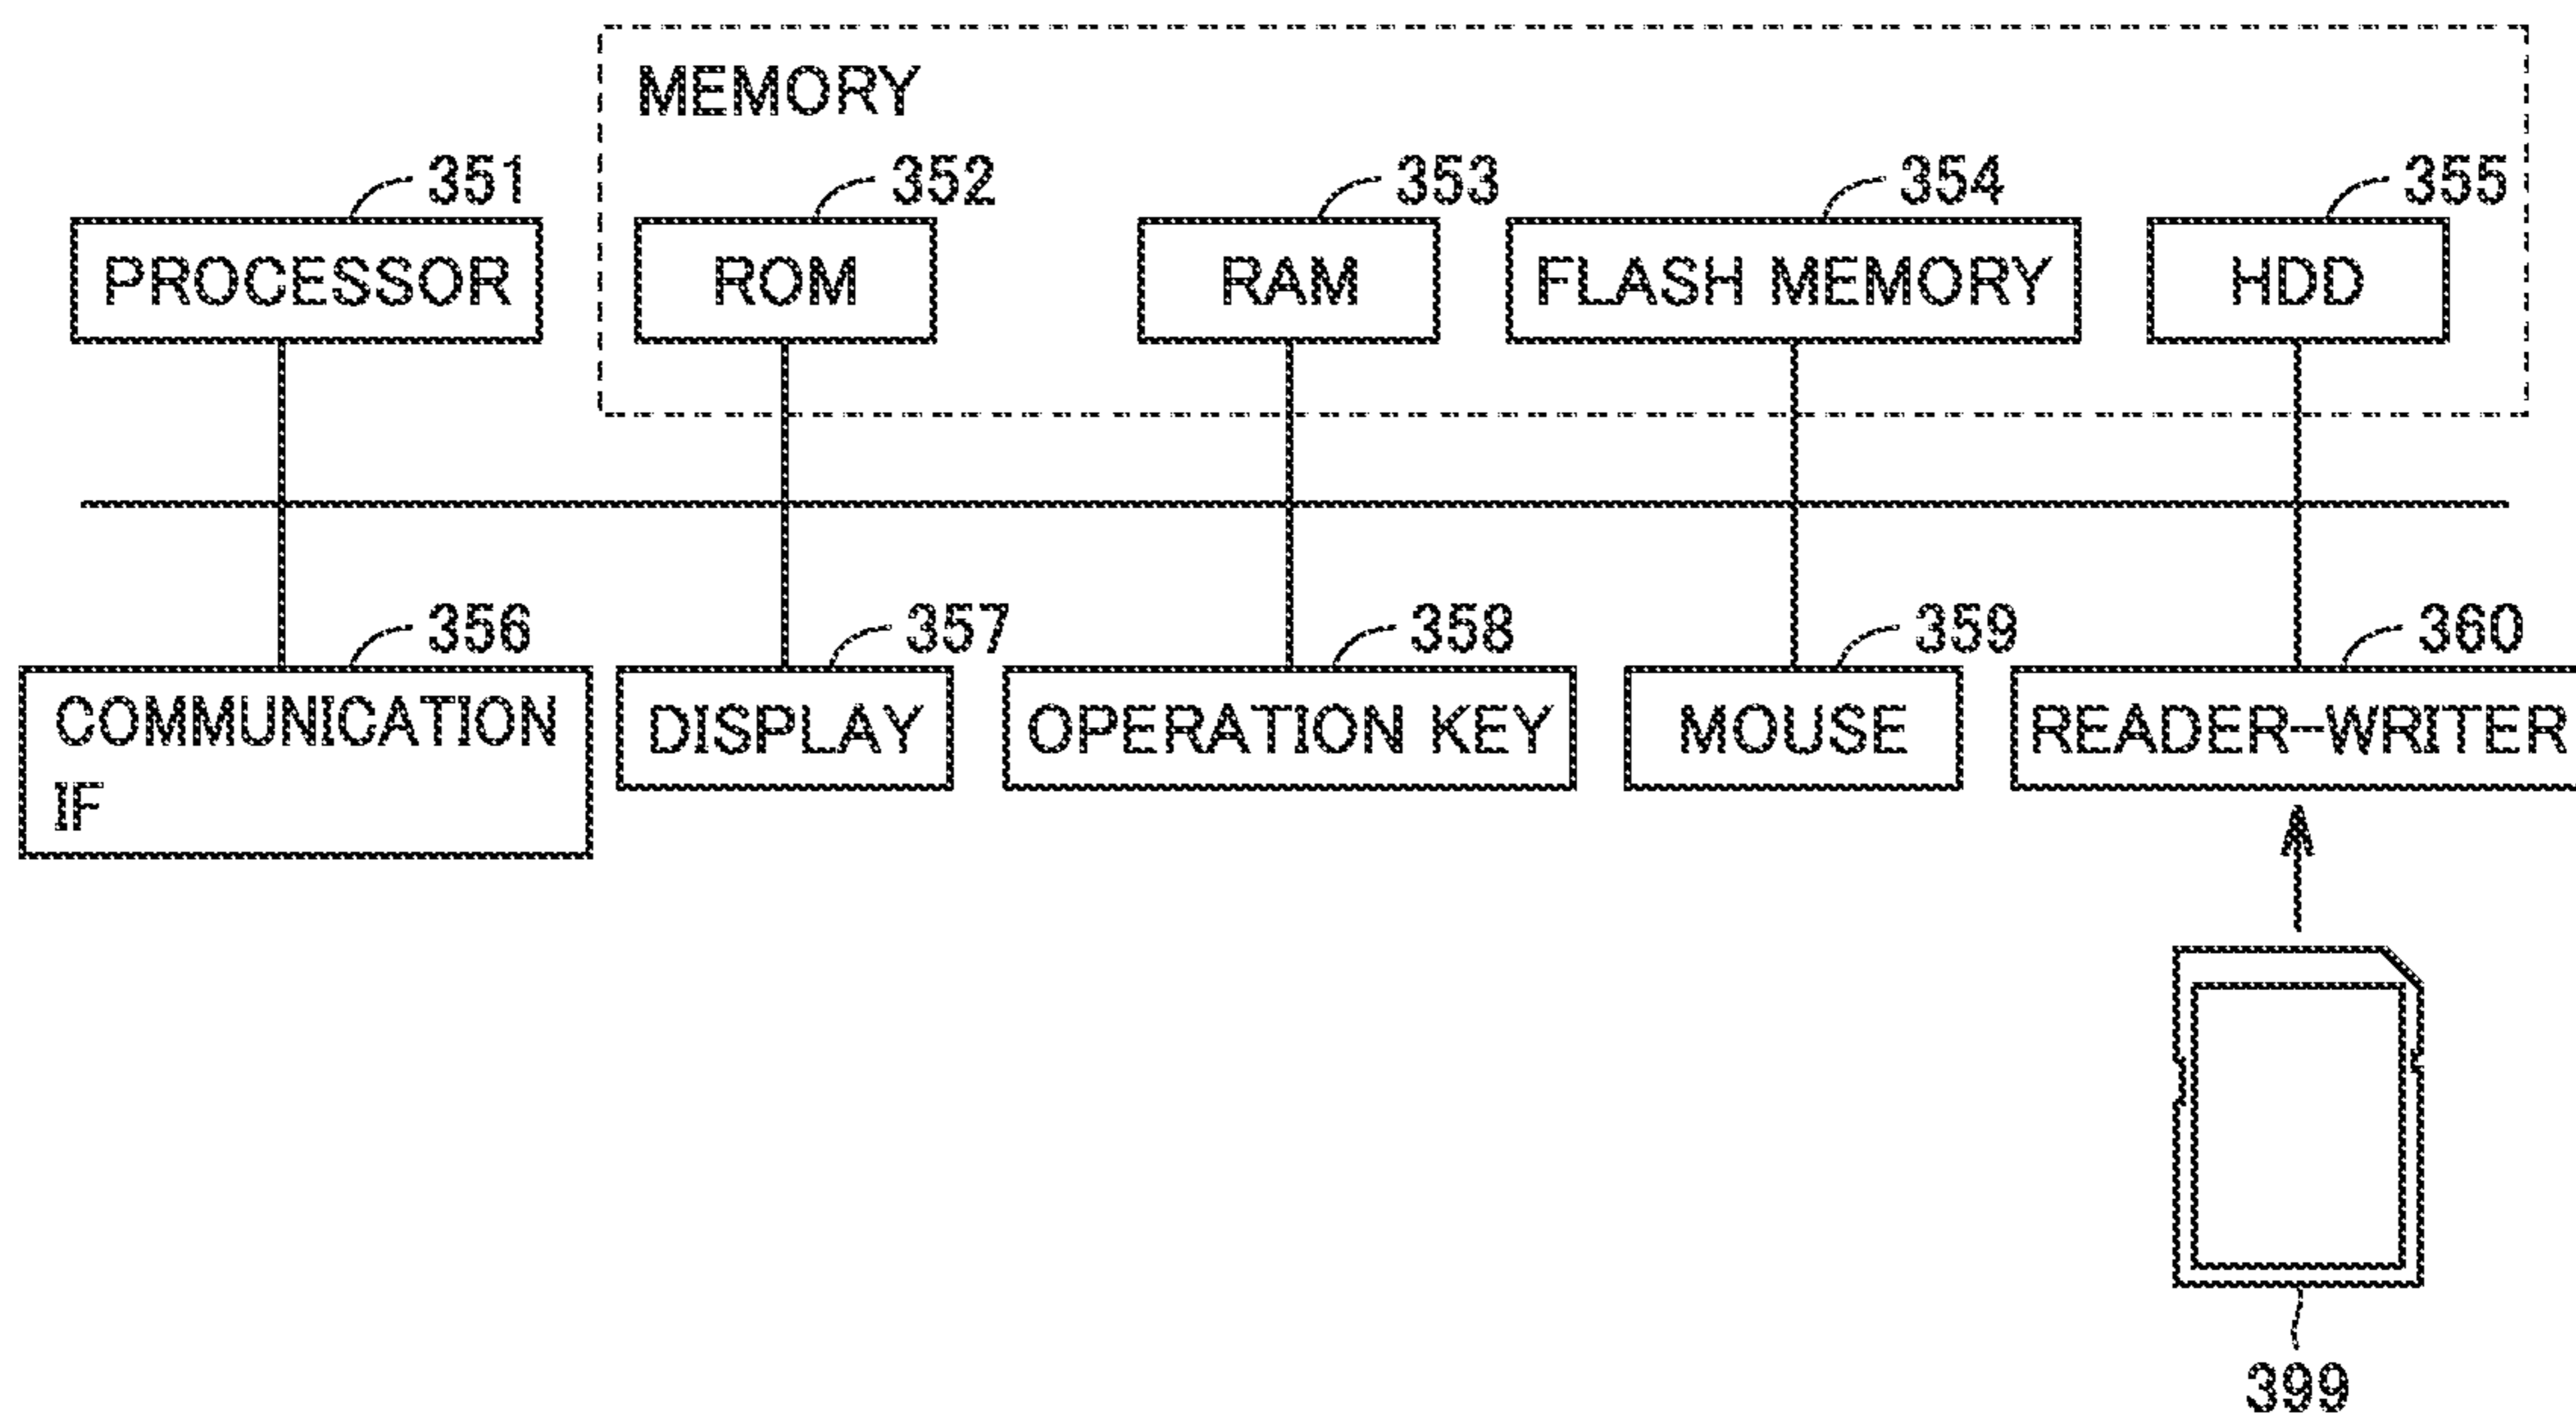 MEMORY
351
352
353
354
355
PROCESSOR
ROM
RAM
FLASH MEMORY
HDD
356
357
358
359
360
COMMUNICATION
IF
DISPLAY
OPERATION KEY
MOUSE
READER-WRITER
399